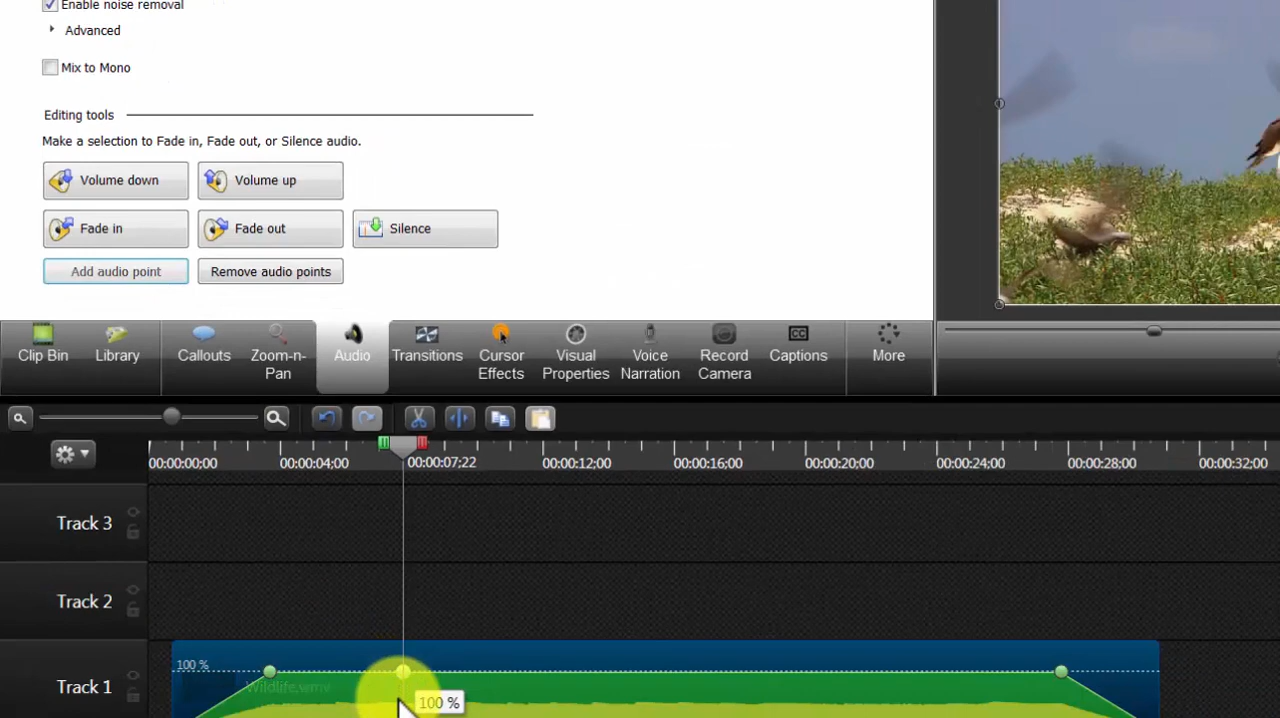 Enable noise removal
Advanced
Mix to Mono
Editing tools
Make a selection to Fade in, Fade out, or Silence audio.
Volume down Volume up
Fade in Fade out Silence
Add audio point Remove audio points
Clip Bin Library Callouts Zoom-n-Pan Audio Transitions Cursor Effects Visual Properties Voice Narration Record Camera CC Captions More
00:00:00;00 00:00:04;00 00:00:07;22 00:00:12;00 00:00:16;00 00:00:20;00 00:00:24;00 00:00:28;00 00:00:32;00
Track 3
Track 2
100 %
Track 1 Wildlife.wmv
100 %